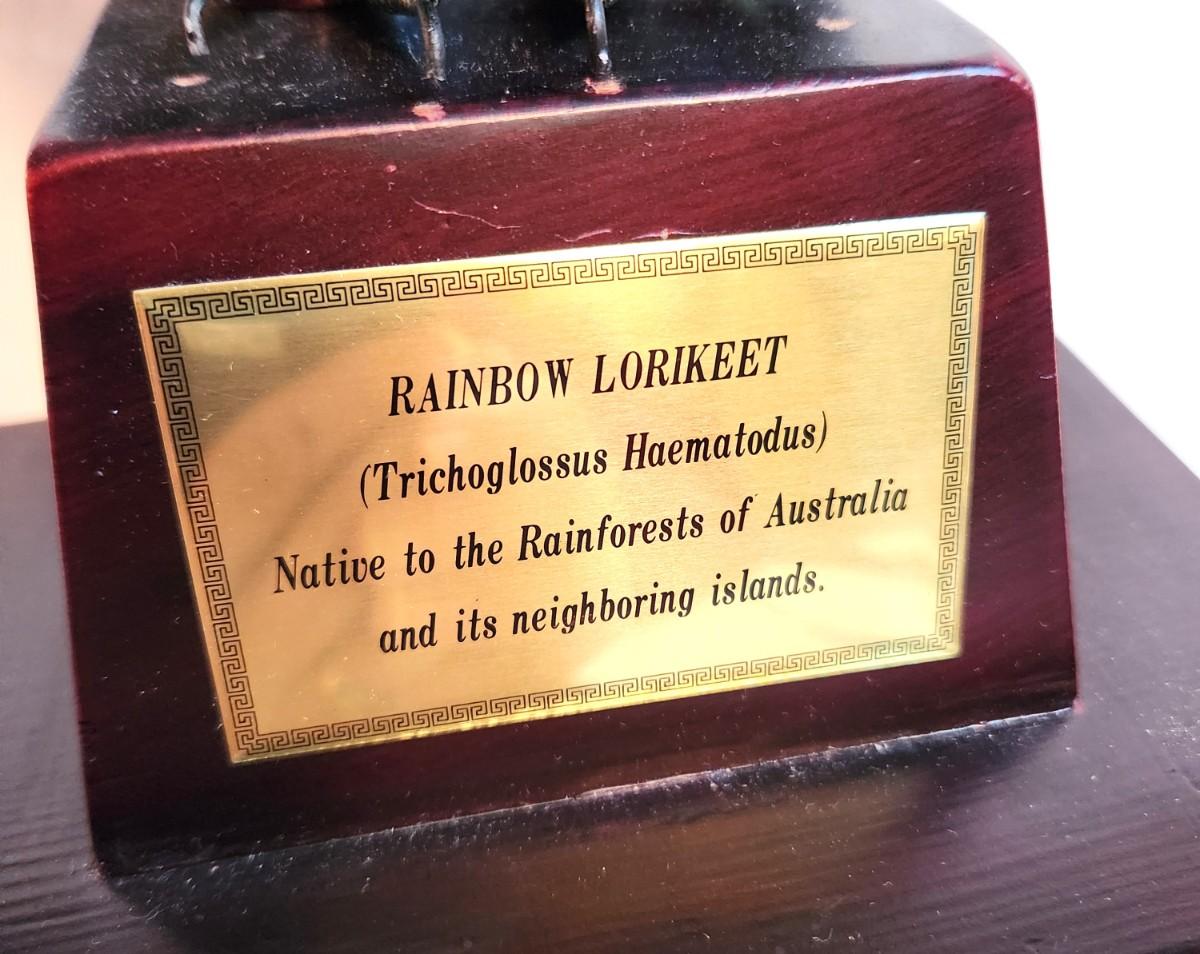 RAINBOW LORIKEET
(Trichoglossus Haematodus)
Native to the Rainforests of Australia
and its neighboring islands.